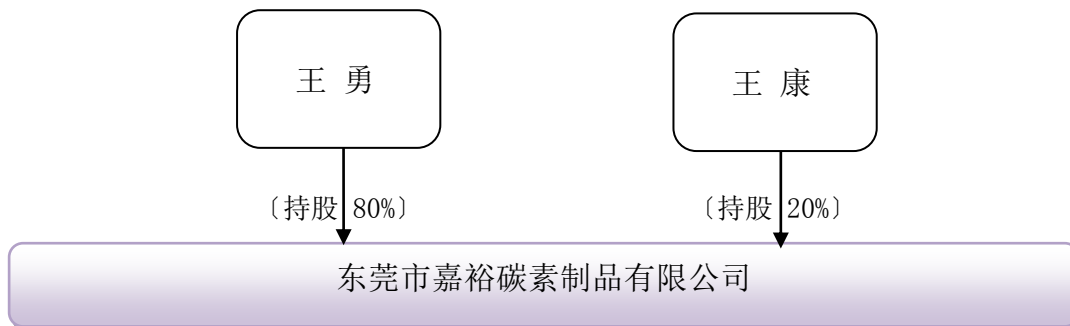 王 勇
王 康
〔持股 80%〕
〔持股 20%〕
东莞市嘉裕碳素制品有限公司